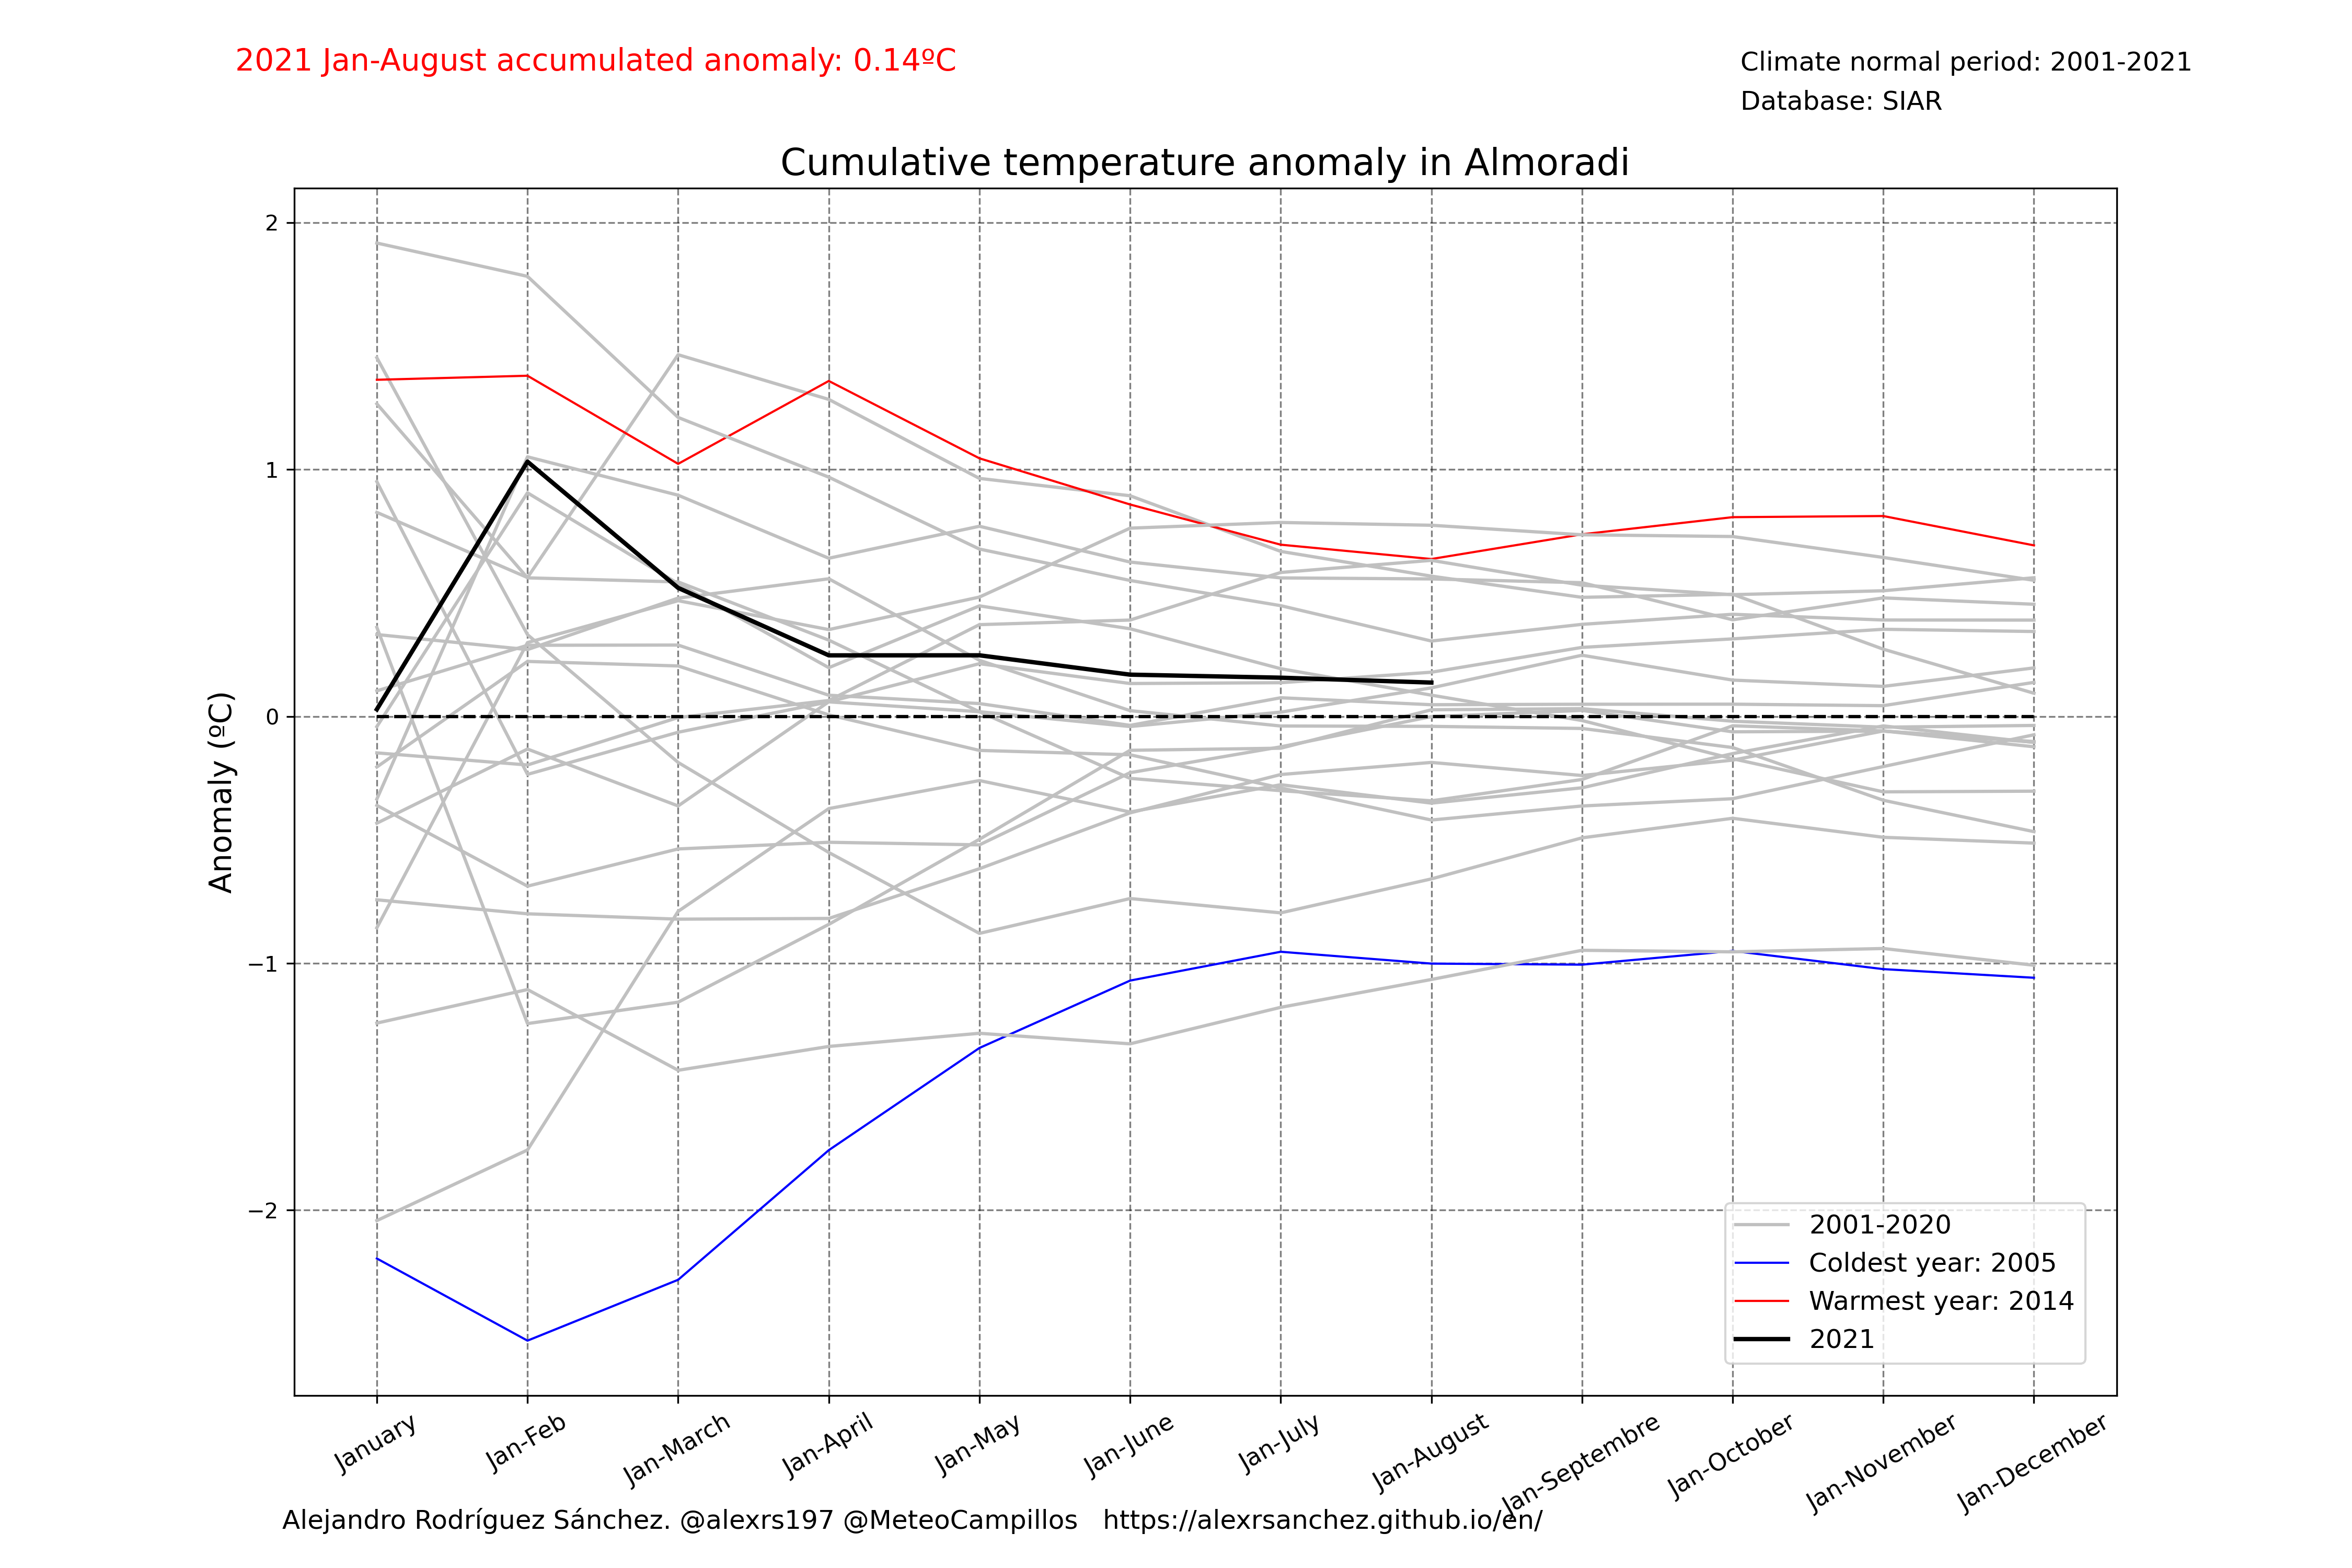 2021 Jan-August accumulated anomaly: 0.14ºC
Climate normal period: 2001-2021
Database: SIAR
Cumulative temperature anomaly in Almoradi
Anomaly (ºC)
2
1
0
−1
−2
2001-2020
Coldest year: 2005
Warmest year: 2014
2021
January
Jan-Feb
Jan-March
Jan-April
Jan-May
Jan-June
Jan-July
Jan-August
Jan-Septembre
Jan-October
Jan-November
Jan-December
Alejandro Rodríguez Sánchez. @alexrs197 @MeteoCampillos   https://alexrsanchez.github.io/en/